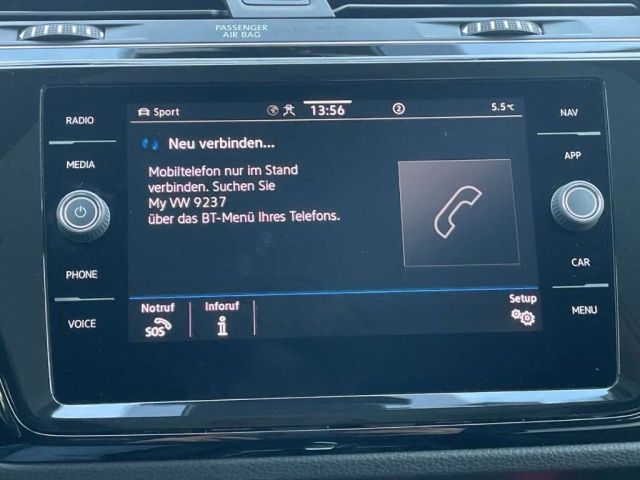 PASSENGER
AIR BAG
RADIO
MEDIA
PHONE
VOICE
NAV
APP
CAR
MENU
Sport
13:56
2
5.5°C
Neu verbinden...
Mobiltelefon nur im Stand
verbinden. Suchen Sie
My VW 9237
über das BT-Menü Ihres Telefons.
Notruf
SOS
Inforuf
i
Setup